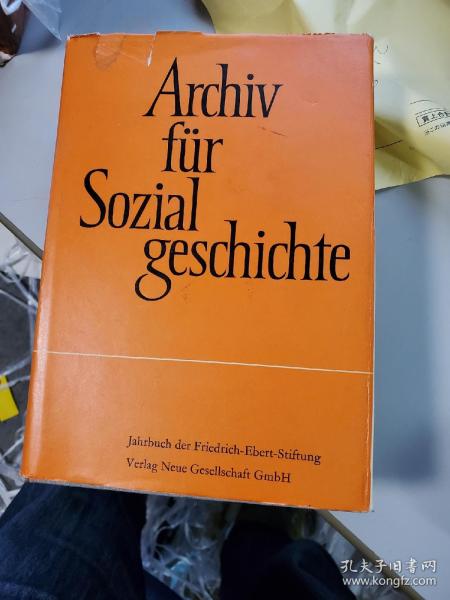 Archiv
für
Sozial
geschichte
Jahrbuch der Friedrich-Ebert-Stiftung
Verlag Neue Gesellschaft GmbH
孔夫子旧书网
www.kongfz.com